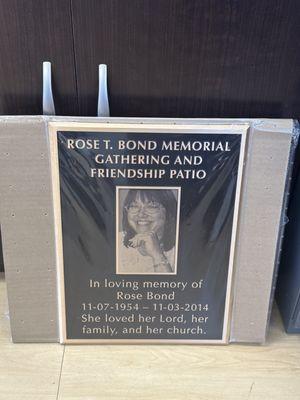 ROSE T. BOND MEMORIAL
GATHERING AND
FRIENDSHIP PATIO
In loving memory of
Rose Bond
11-07-1954 – 11-03-2014
She loved her Lord, her
family, and her church.